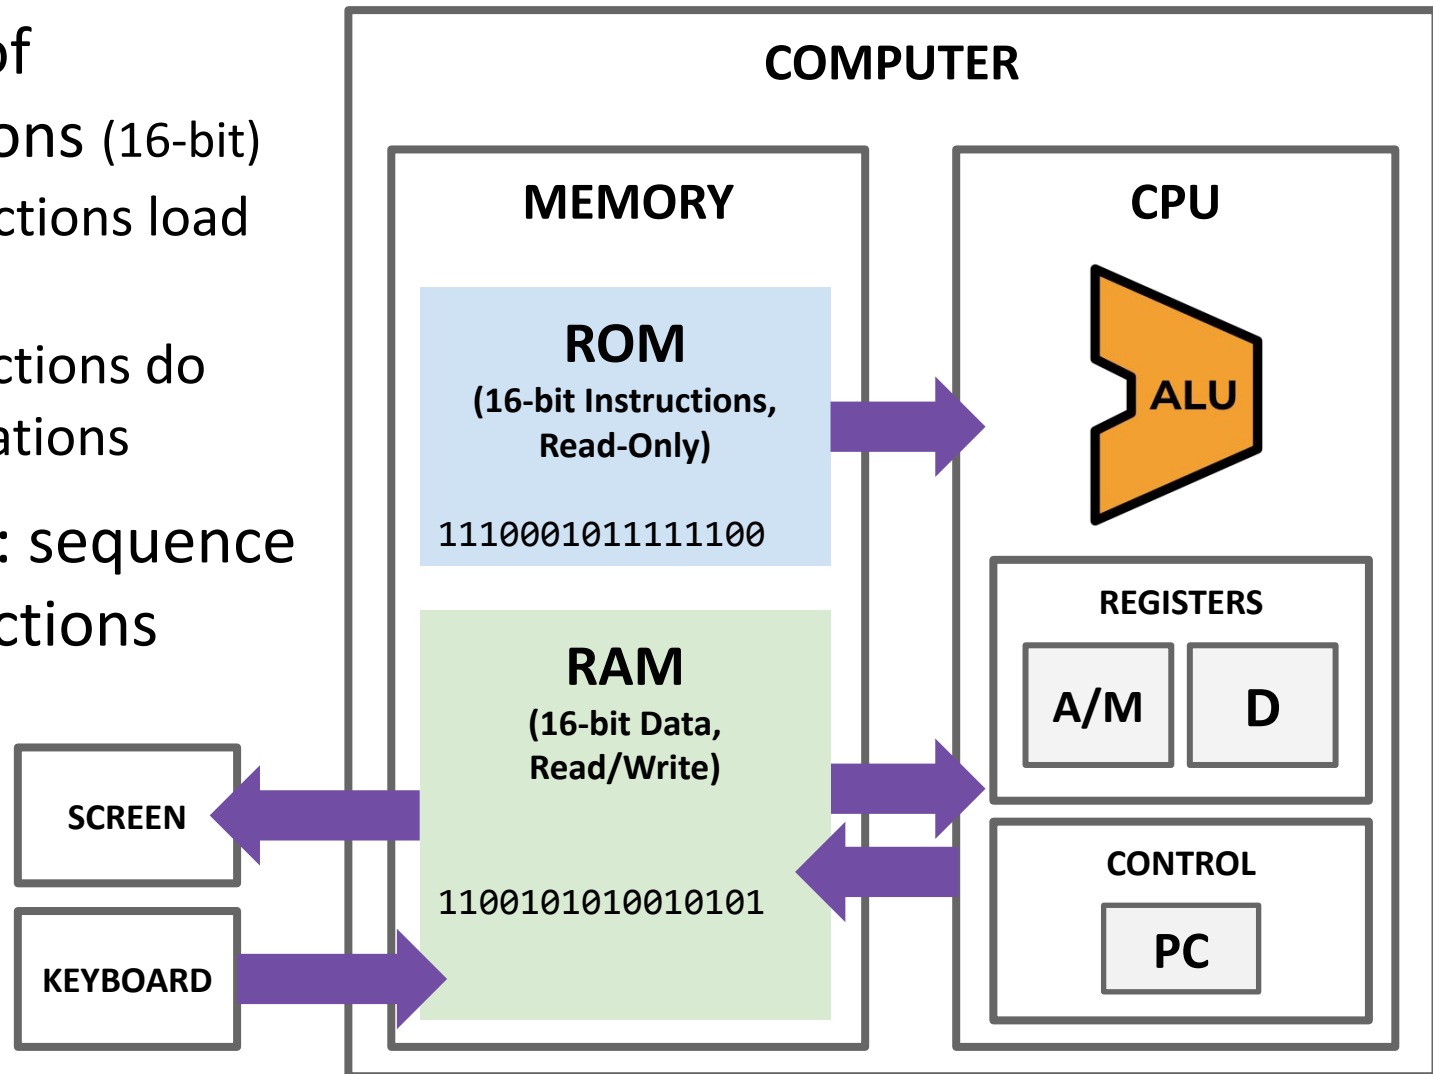 of
ons (16-bit)
ctions load
ctions do
ations
: sequence
ctions
COMPUTER
MEMORY
ROM
(16-bit Instructions,
Read-Only)
1110001011111100
RAM
(16-bit Data,
Read/Write)
1100101010010101
CPU
ALU
REGISTERS
A/M
D
CONTROL
PC
SCREEN
KEYBOARD